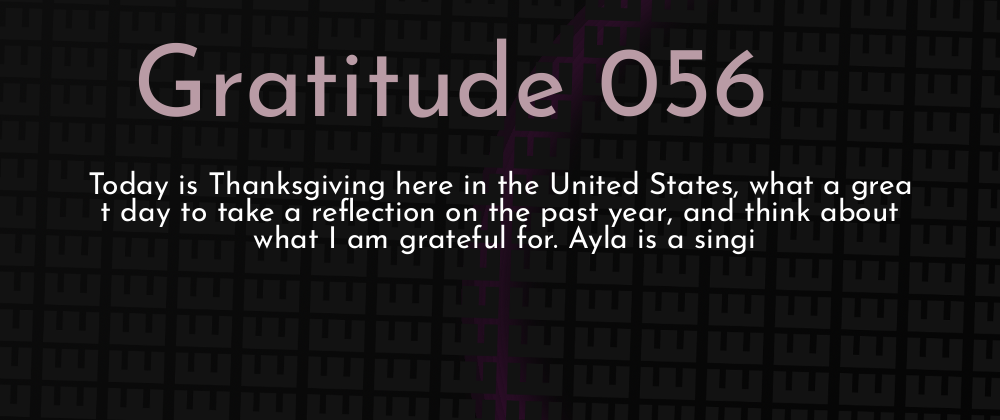 Gratitude 056
Today is Thanksgiving here in the United States, what a grea
t day to take a reflection on the past year, and think about
what I am grateful for. Ayla is a singi